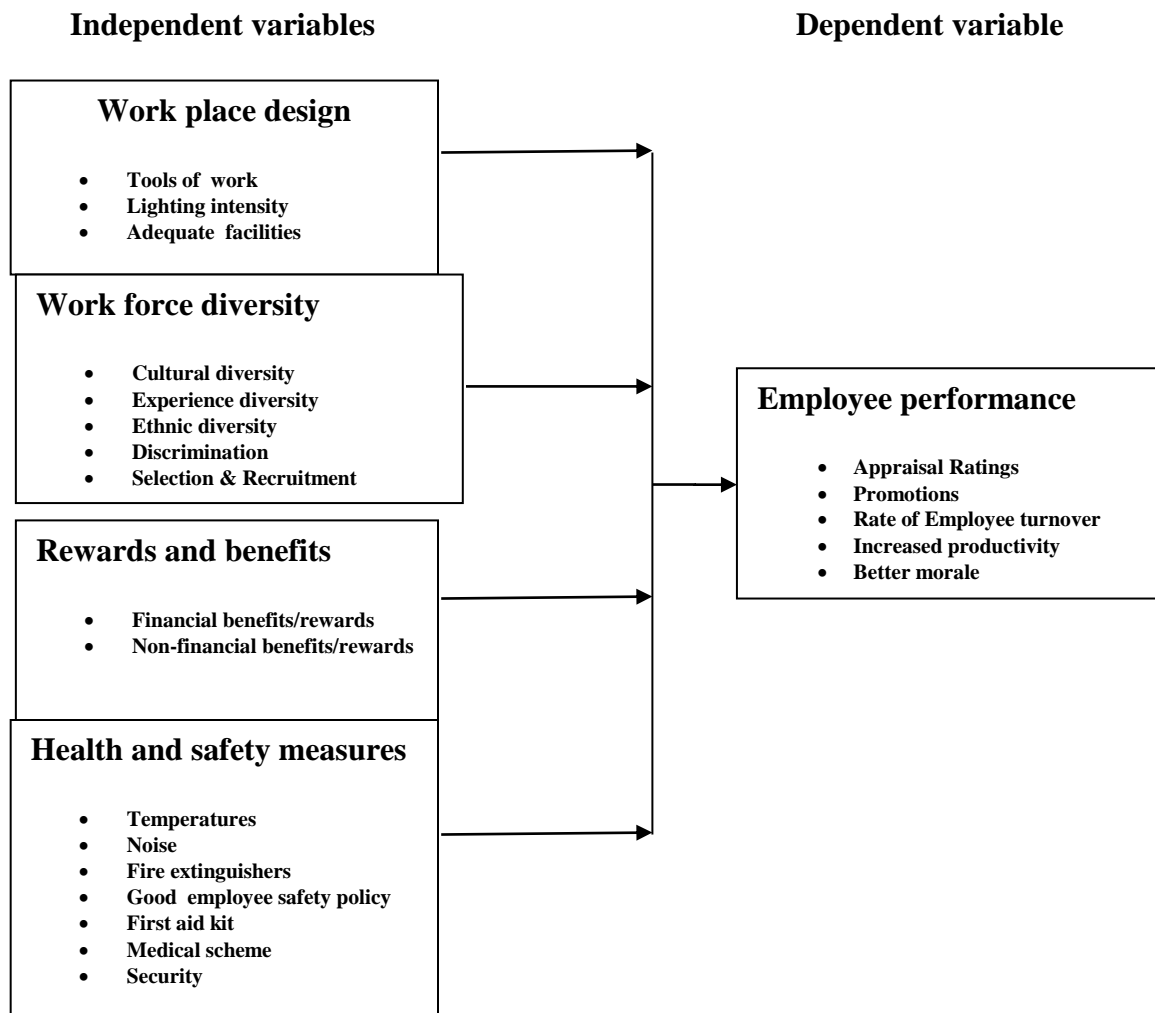 Independent variables
Dependent variable
Work place design
• Tools of work
• Lighting intensity
• Adequate facilities
Work force diversity
• Cultural diversity
• Experience diversity
• Ethnic diversity
• Discrimination
• Selection & Recruitment
Rewards and benefits
• Financial benefits/rewards
• Non-financial benefits/rewards
Health and safety measures
• Temperatures
• Noise
• Fire extinguishers
• Good employee safety policy
• First aid kit
• Medical scheme
• Security
Employee performance
• Appraisal Ratings
• Promotions
• Rate of Employee turnover
• Increased productivity
• Better morale